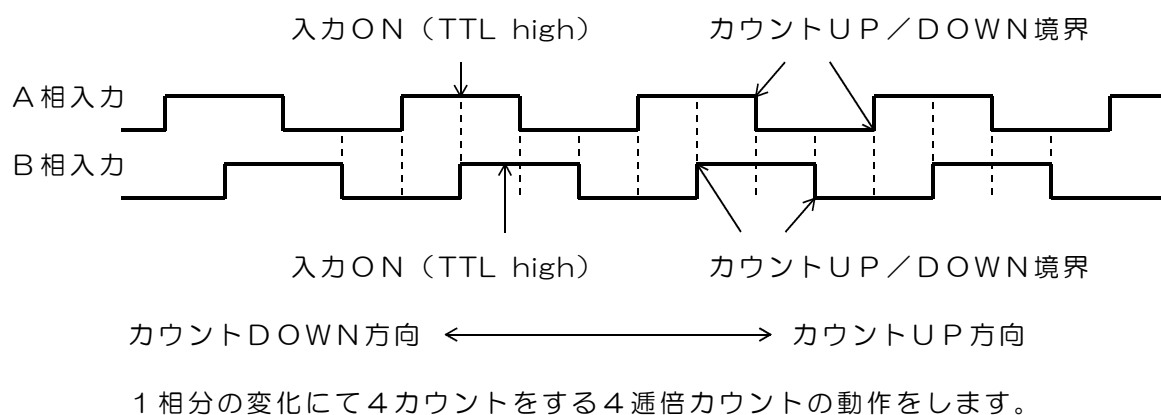 入力ON（TTL high）
カウントUP／DOWN境界
A相入力
B相入力
入力ON（TTL high）
カウントUP／DOWN境界
カウントDOWN方向
カウントUP方向
１相分の変化にて４カウントをする４逓倍カウントの動作をします。